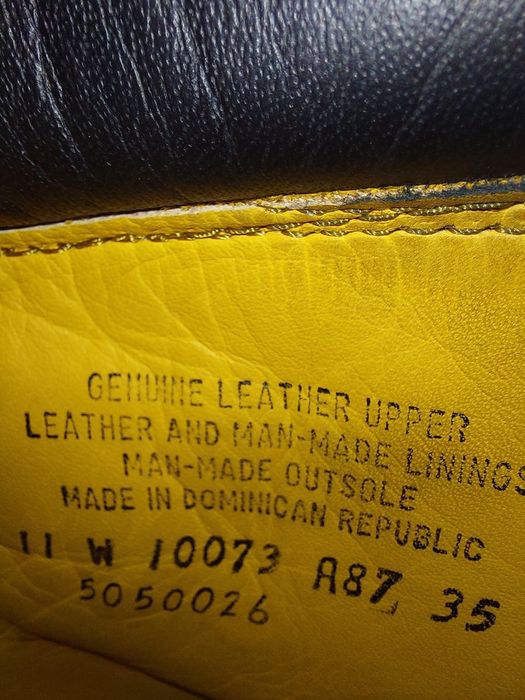 GENUINE LEATHER UPPER
LEATHER AND MAN-MADE LININGS
MAN-MADE OUTSOLE
MADE IN DOMINICAN REPUBLIC
11 W 10073 A87 35
5050026